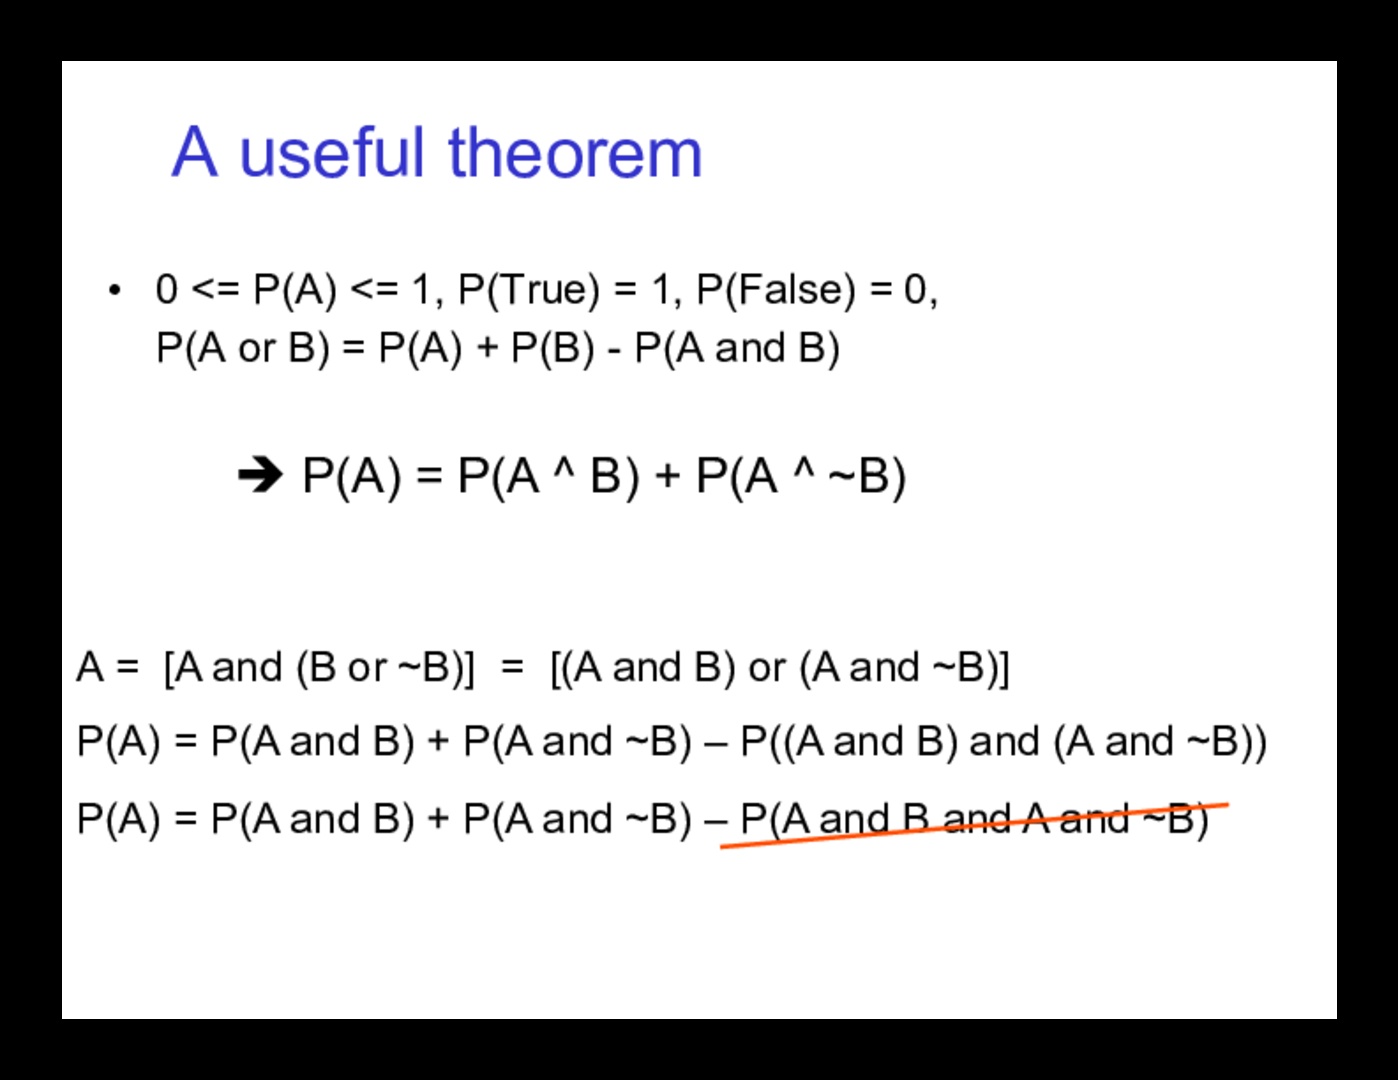 A useful theorem
• 0 <= P(A) <= 1, P(True) = 1, P(False) = 0,
P(A or B) = P(A) + P(B) - P(A and B)
➔ P(A) = P(A ^ B) + P(A ^ ~B)
A = [A and (B or ~B)] = [(A and B) or (A and ~B)]
P(A) = P(A and B) + P(A and ~B) – P((A and B) and (A and ~B))
P(A) = P(A and B) + P(A and ~B) – P(A and B and A and ~B)